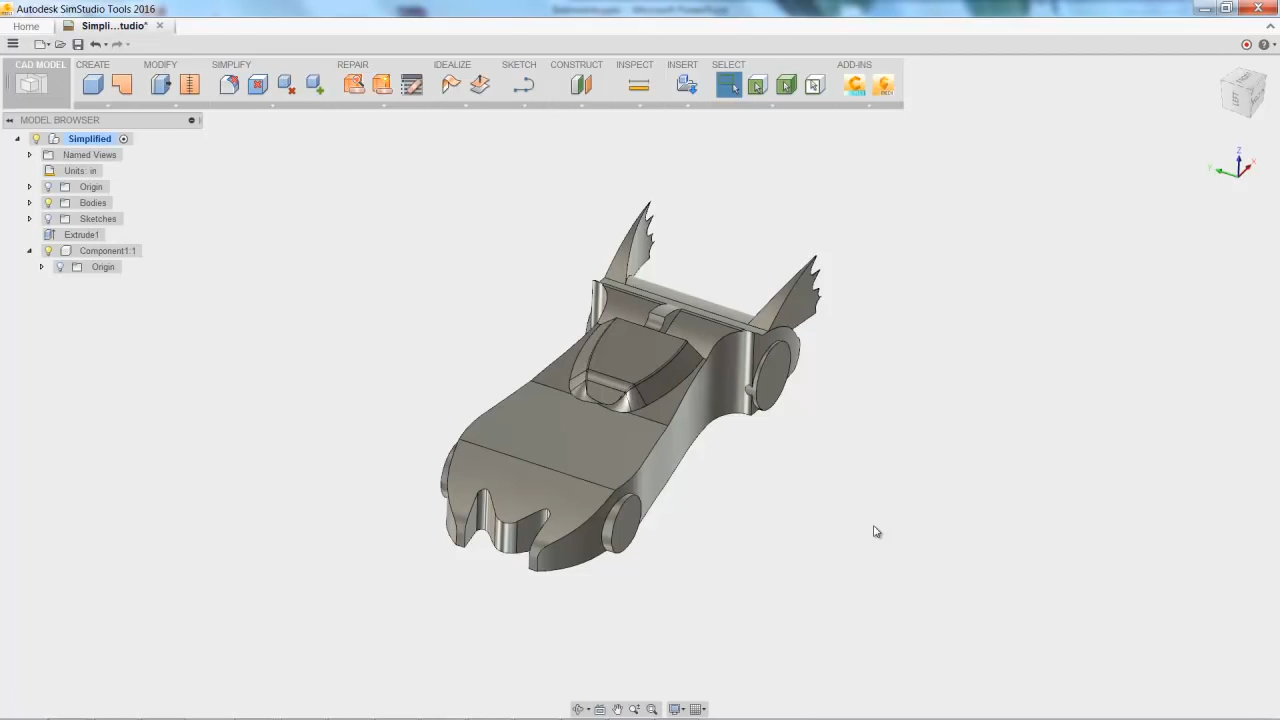 Autodesk SimStudio Tools 2016
Home
Simpli...tudio*
CAD MODEL CREATE MODIFY SIMPLIFY REPAIR IDEALIZE SKETCH CONSTRUCT INSPECT INSERT SELECT ADD-INS
MODEL BROWSER
Simplified
Named Views
Units: in
Origin
Bodies
Sketches
Extrude1
Component1:1
Origin
Z
X
Y